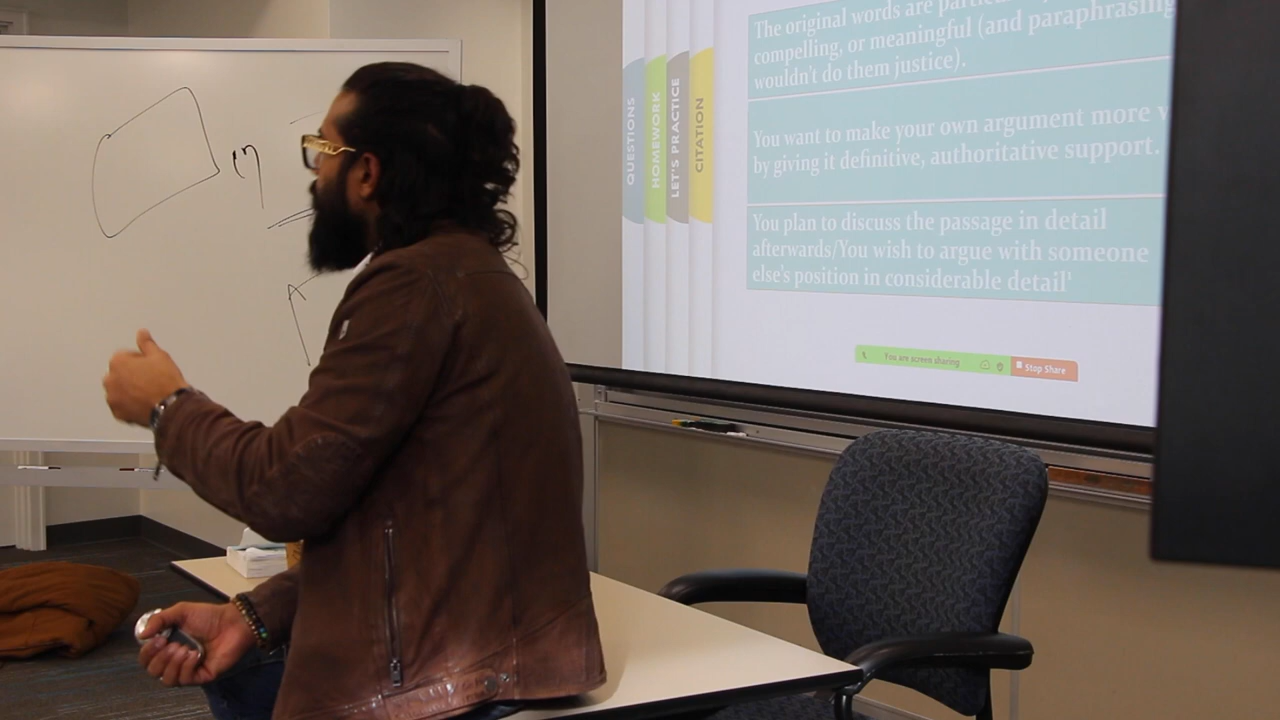 The original words are
compelling, or meaningful (and paraphrasing
wouldn't do them justice).
You want to make your own argument more
by giving it definitive, authoritative support.
You plan to discuss the passage in detail
afterwards/You wish to argue with someone
else's position in considerable detail¹
QUESTIONS
HOMEWORK
LET'S PRACTICE
CITATION
You are screen sharing
Stop Share